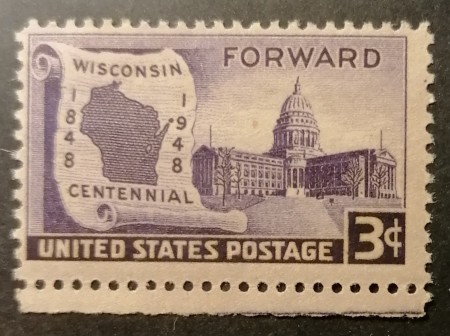 FORWARD
WISCONSIN
1848
1948
CENTENNIAL
UNITED STATES POSTAGE 3¢